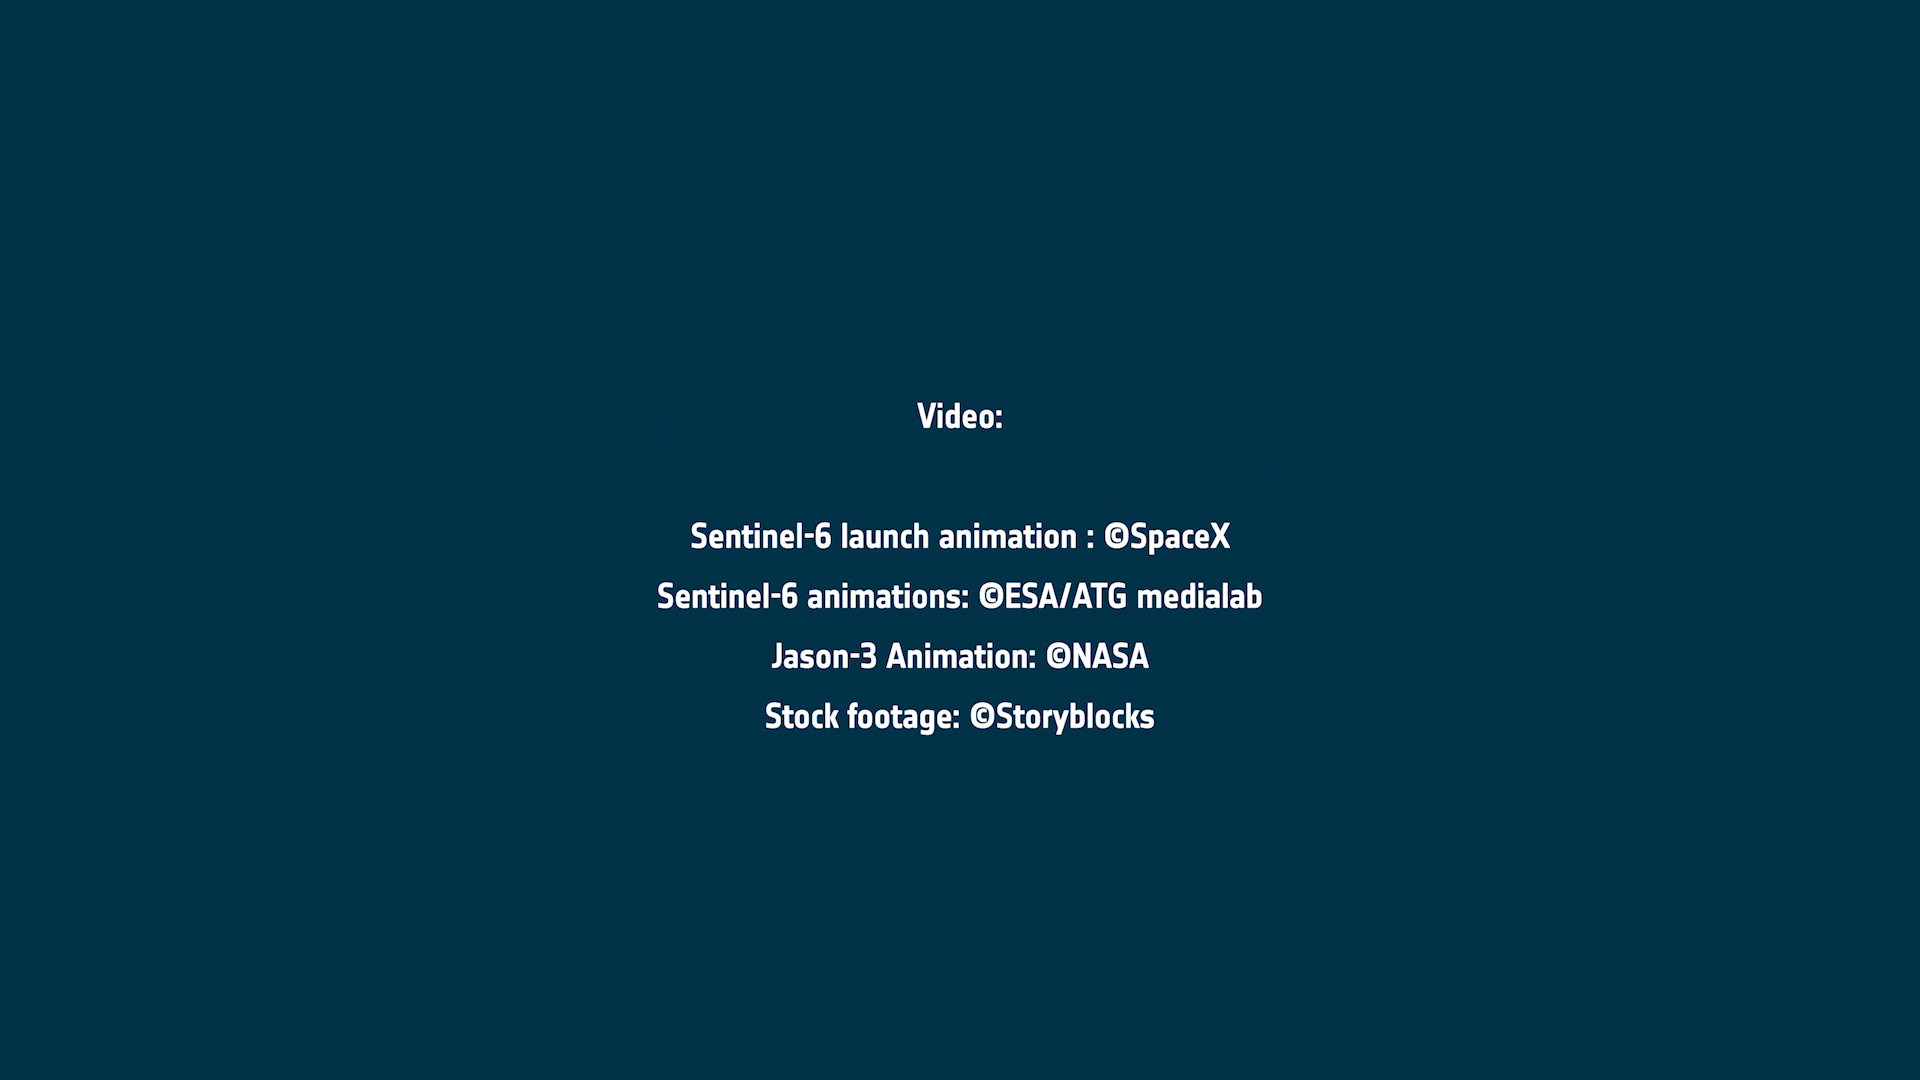 Video:
Sentinel-6 launch animation : ©SpaceX
Sentinel-6 animations: ©ESA/ATG medialab
Jason-3 Animation: ©NASA
Stock footage: ©Storyblocks